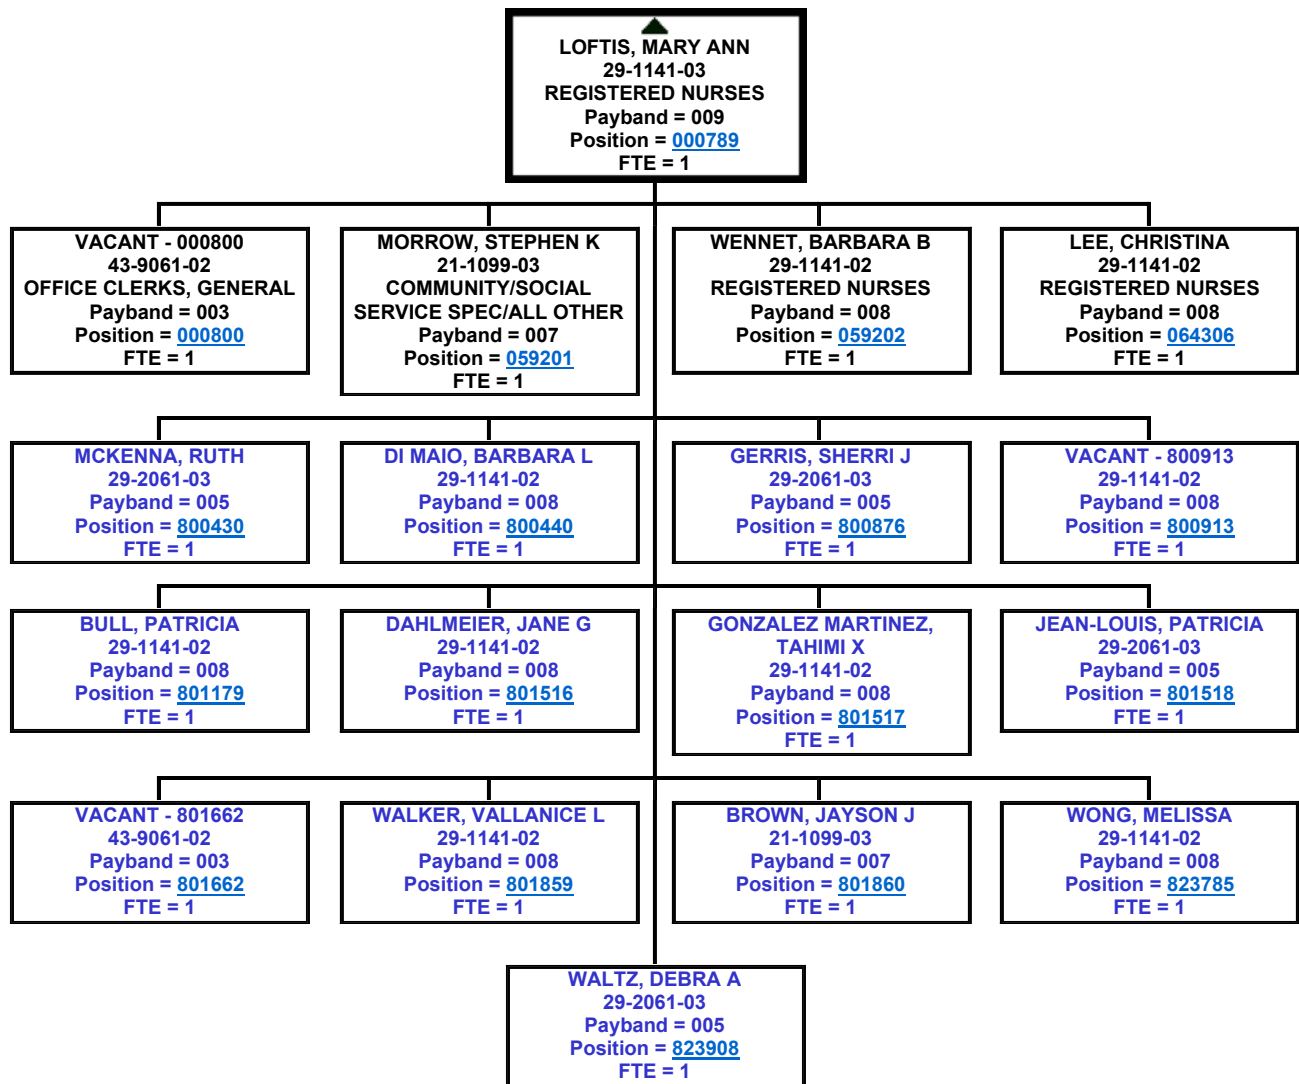 LOFTIS, MARY ANN
29-1141-03
REGISTERED NURSES
Payband = 009
Position = 000789
FTE = 1
VACANT - 000800
43-9061-02
OFFICE CLERKS, GENERAL
Payband = 003
Position = 000800
FTE = 1
MORROW, STEPHEN K
21-1099-03
COMMUNITY/SOCIAL
SERVICE SPEC/ALL OTHER
Payband = 007
Position = 059201
FTE = 1
WENNET, BARBARA B
29-1141-02
REGISTERED NURSES
Payband = 008
Position = 059202
FTE = 1
LEE, CHRISTINA
29-1141-02
REGISTERED NURSES
Payband = 008
Position = 064306
FTE = 1
MCKENNA, RUTH
29-2061-03
Payband = 005
Position = 800430
FTE = 1
DI MAIO, BARBARA L
29-1141-02
Payband = 008
Position = 800440
FTE = 1
GERRIS, SHERRI J
29-2061-03
Payband = 005
Position = 800876
FTE = 1
VACANT - 800913
29-1141-02
Payband = 008
Position = 800913
FTE = 1
BULL, PATRICIA
29-1141-02
Payband = 008
Position = 801179
FTE = 1
DAHLMEIER, JANE G
29-1141-02
Payband = 008
Position = 801516
FTE = 1
GONZALEZ MARTINEZ,
TAHIMI X
29-1141-02
Payband = 008
Position = 801517
FTE = 1
JEAN-LOUIS, PATRICIA
29-2061-03
Payband = 005
Position = 801518
FTE = 1
VACANT - 801662
43-9061-02
Payband = 003
Position = 801662
FTE = 1
WALKER, VALLANICE L
29-1141-02
Payband = 008
Position = 801859
FTE = 1
BROWN, JAYSON J
21-1099-03
Payband = 007
Position = 801860
FTE = 1
WONG, MELISSA
29-1141-02
Payband = 008
Position = 823785
FTE = 1
WALTZ, DEBRA A
29-2061-03
Payband = 005
Position = 823908
FTE = 1